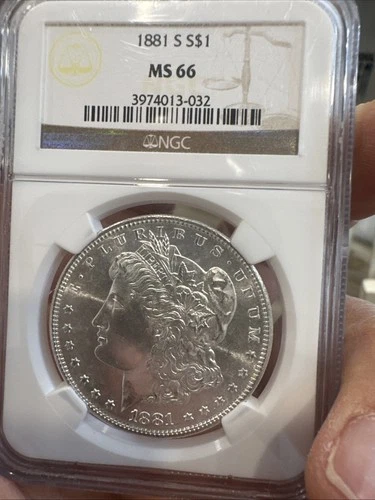 1881 S S$1
MS 66
3974013-032
NGC
E·PLURIBUS·UNUM
1881